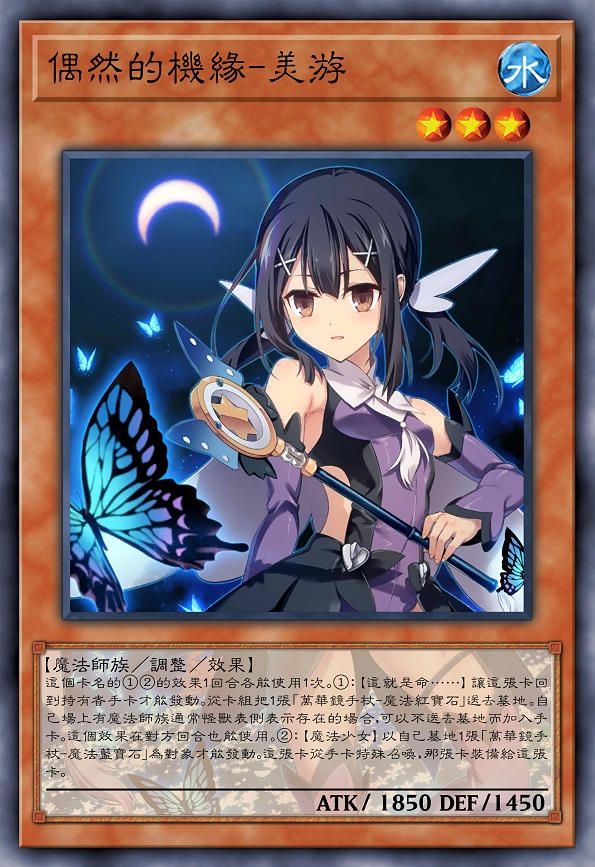 偶然的機緣-美游
水
【魔法師族／調整／效果】
這個卡名的①②的效果1回合各能使用1次。①:【這就是命……】讓這張卡回
到持有者手卡才能發動。從卡組把1張「萬華鏡手杖-魔法紅寶石」送去墓地。自
己場上有魔法師族通常怪獸表側表示存在的場合,可以不送去墓地而加入手
卡。這個效果在對方回合也能使用。②:【魔法少女】以自己墓地1張「萬華鏡手
杖-魔法藍寶石」為對象才能發動。這張卡從手卡特殊召喚,那張卡裝備給這張
卡。
ATK/ 1850 DEF/1450